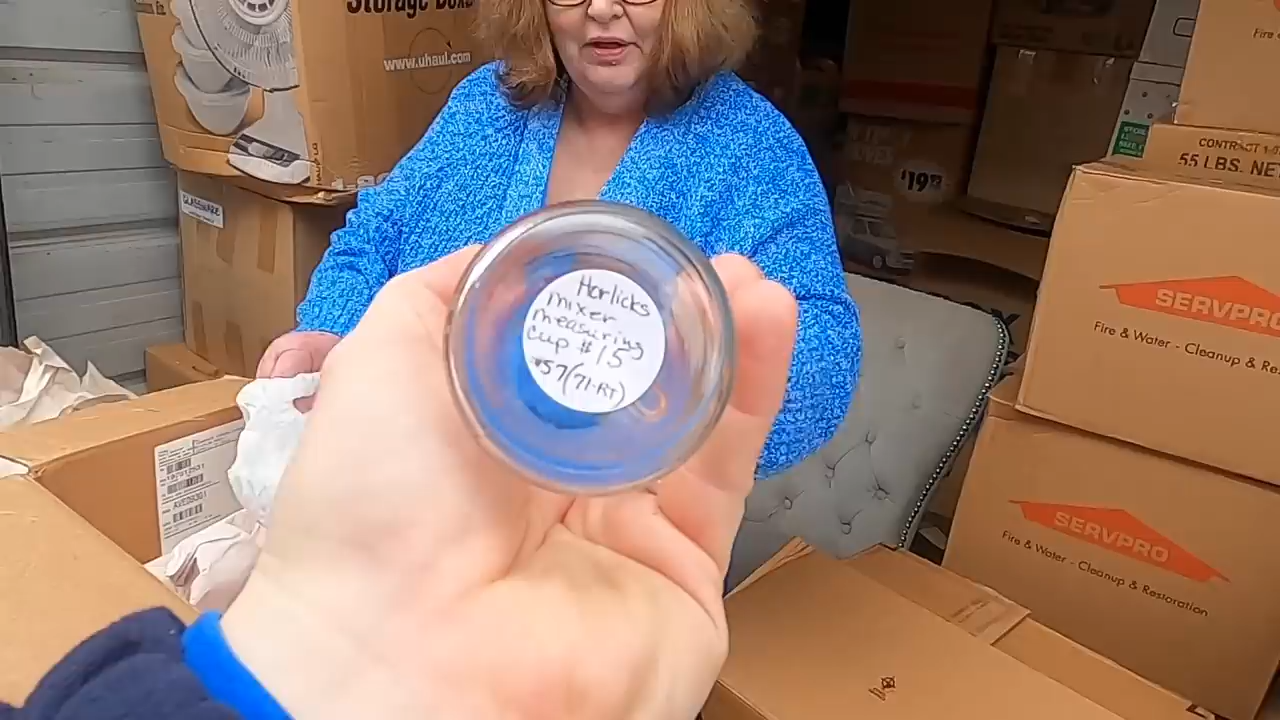 Storage Boxes
www.uhaul.com
GLASSWARE
Horlicks
mixer
measuring
cup #15
$57 (71-RT)
$19
CONTRACT
55 LBS. NET
Fire
SERVPRO
Fire & Water - Cleanup & Re
SERVPRO
Fire & Water - Cleanup & Restoration